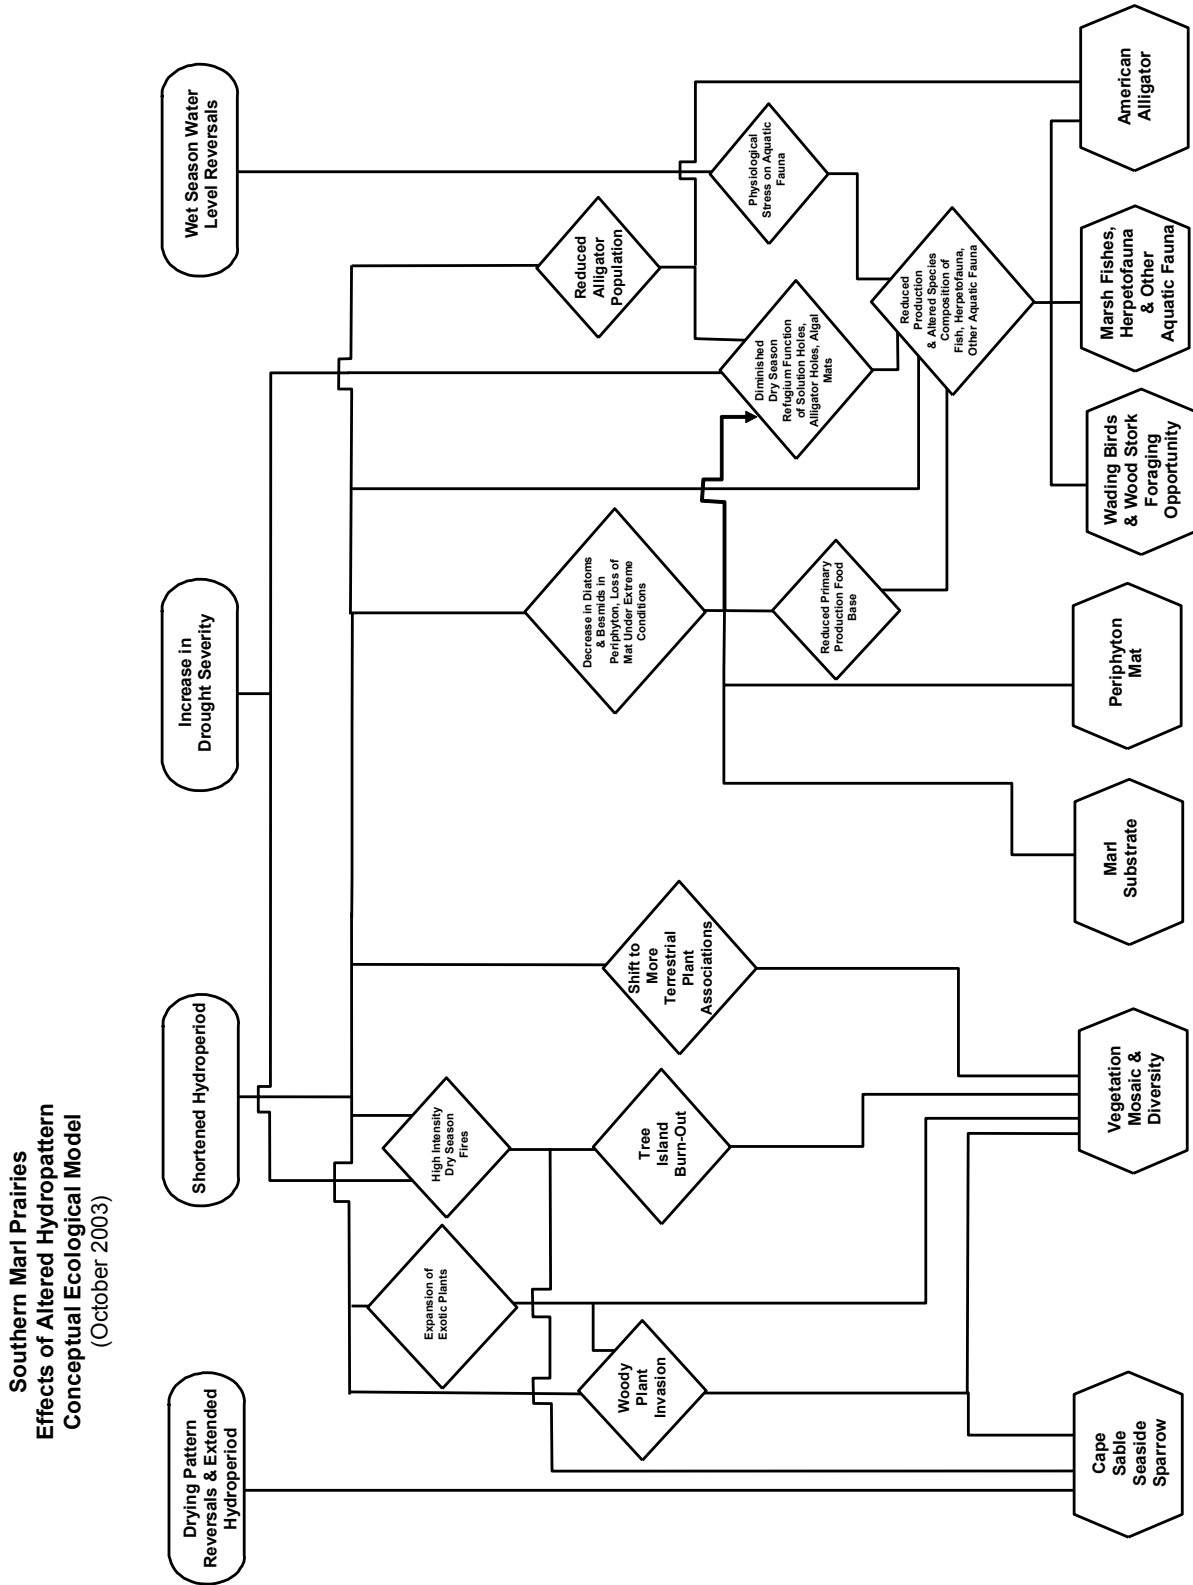 Southern Marl Prairies
Effects of Altered Hydropattern
Conceptual Ecological Model
(October 2003)
Drying Pattern
Reversals & Extended
Hydroperiod
Shortened Hydroperiod
Increase in
Drought Severity
Wet Season Water
Level Reversals
Expansion of
Exotic Plants
High Intensity
Dry Season
Fires
Woody
Plant
Invasion
Tree
Island
Burn-Out
Shift to
More
Terrestrial
Plant
Associations
Decrease in Diatoms
& Besmids in
Periphyton, Loss of
Mat Under Extreme
Conditions
Reduced
Alligator
Population
Diminished
Dry Season
Refugium Function
of Solution Holes,
Alligator Holes, Algal
Mats
Physiological
Stress on Aquatic
Fauna
Reduced Primary
Production Food
Base
Reduced
Production
& Altered Species
Composition of
Fish, Herpetofauna,
Other Aquatic Fauna
Cape
Sable
Seaside
Sparrow
Vegetation
Mosaic &
Diversity
Marl
Substrate
Periphyton
Mat
Wading Birds
& Wood Stork
Foraging
Opportunity
Marsh Fishes,
Herpetofauna
& Other
Aquatic Fauna
American
Alligator